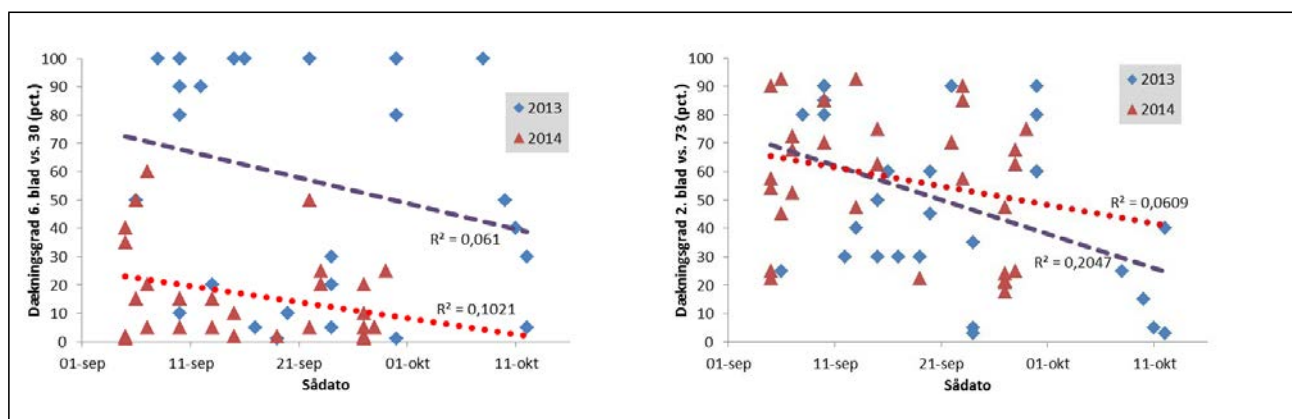 Dækningsgrad 6. blad vs. 30 (pct.)
100
90
80
70
60
50
40
30
20
10
0
2013
2014
R² = 0,061
R² = 0,1021
01-sep 11-sep 21-sep 01-okt 11-okt
Sådato
Dækningsgrad 2. blad vs. 73 (pct.)
100
90
80
70
60
50
40
30
20
10
0
2013
2014
R² = 0,0609
R² = 0,2047
01-sep 11-sep 21-sep 01-okt 11-okt
Sådato